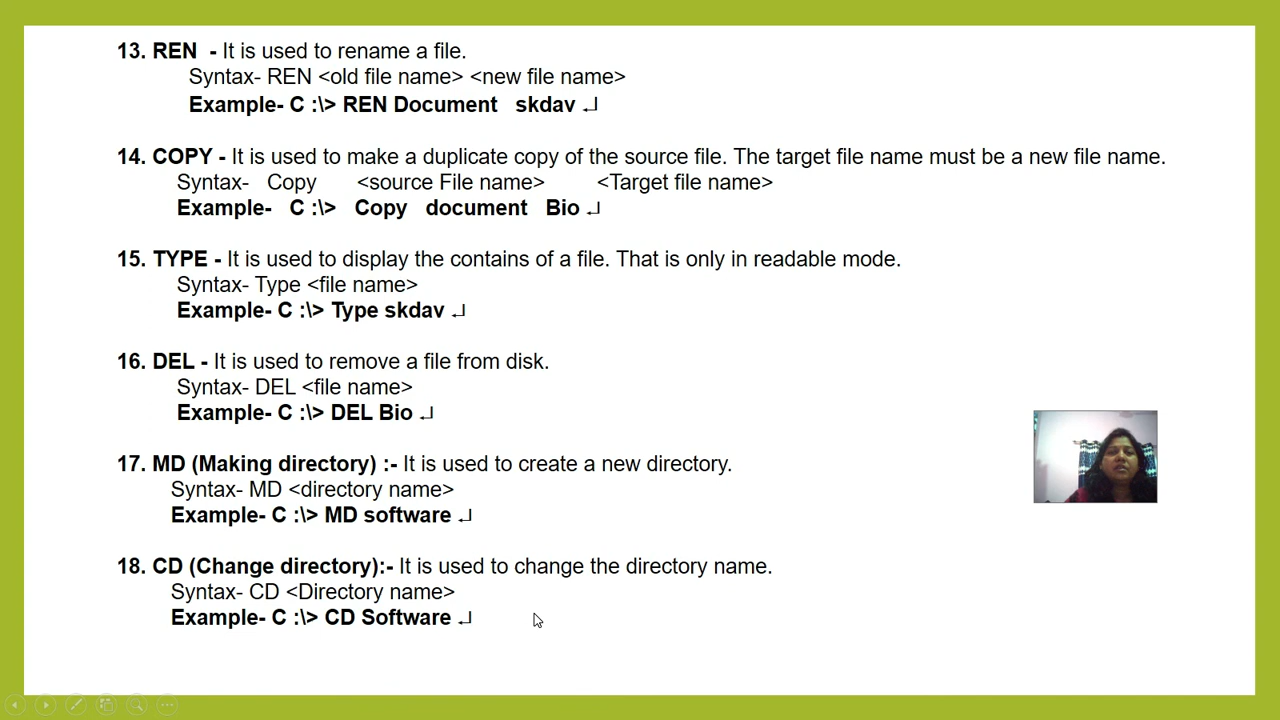 13. REN - It is used to rename a file.
Syntax- REN <old file name> <new file name>
Example- C :\> REN Document skdav ↵
14. COPY - It is used to make a duplicate copy of the source file. The target file name must be a new file name.
Syntax- Copy <source File name> <Target file name>
Example- C :\> Copy document Bio ↵
15. TYPE - It is used to display the contains of a file. That is only in readable mode.
Syntax- Type <file name>
Example- C :\> Type skdav ↵
16. DEL - It is used to remove a file from disk.
Syntax- DEL <file name>
Example- C :\> DEL Bio ↵
17. MD (Making directory) :- It is used to create a new directory.
Syntax- MD <directory name>
Example- C :\> MD software ↵
18. CD (Change directory):- It is used to change the directory name.
Syntax- CD <Directory name>
Example- C :\> CD Software ↵